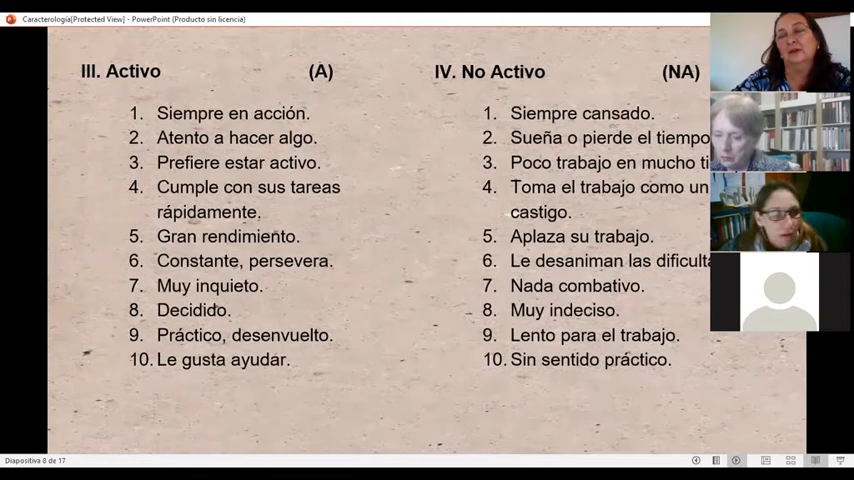 Caracterología[Protected View] - PowerPoint (Producto sin licencia)
III. Activo (A)
1. Siempre en acción.
2. Atento a hacer algo.
3. Prefiere estar activo.
4. Cumple con sus tareas
rápidamente.
5. Gran rendimiento.
6. Constante, persevera.
7. Muy inquieto.
8. Decidido.
9. Práctico, desenvuelto.
10. Le gusta ayudar.
IV. No Activo (NA)
1. Siempre cansado.
2. Sueña o pierde el tiempo
3. Poco trabajo en mucho ti
4. Toma el trabajo como un
castigo.
5. Aplaza su trabajo.
6. Le desaniman las dificulta
7. Nada combativo.
8. Muy indeciso.
9. Lento para el trabajo.
10. Sin sentido práctico.
Diapositiva 8 de 17